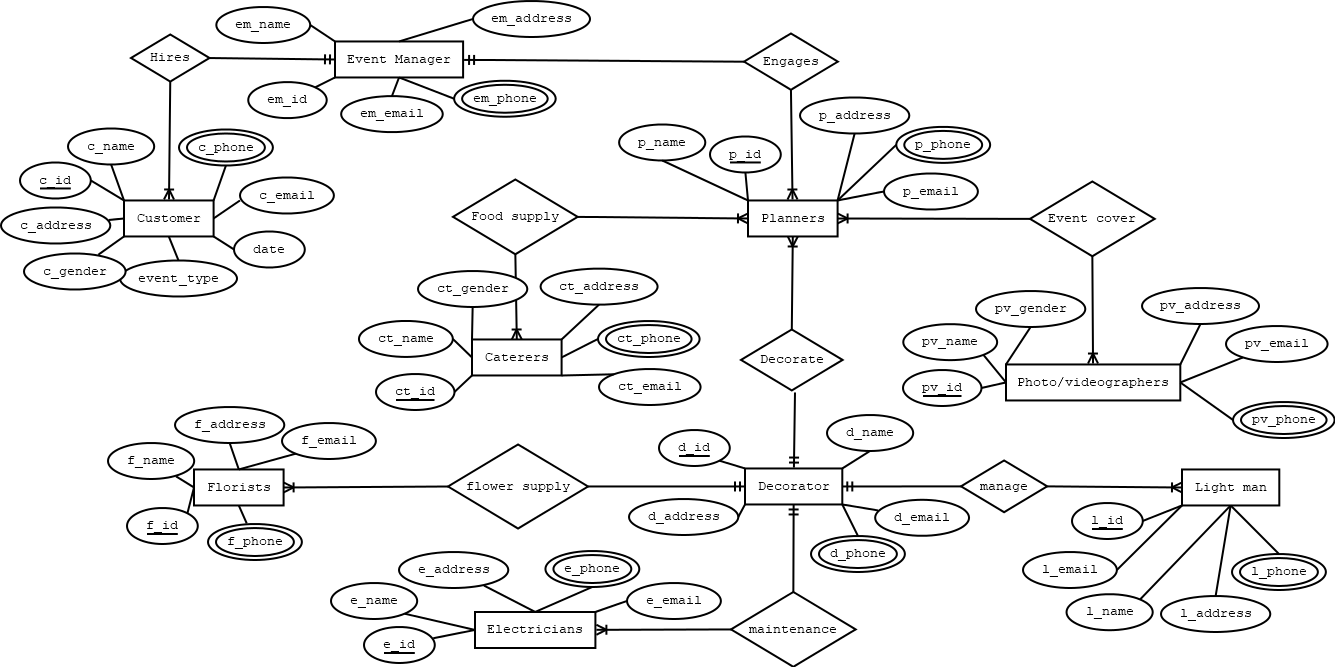 em_name
em_address
Hires
Event Manager
Engages
em_id
em_email
em_phone
p_address
c_name
c_phone
p_name
p_id
p_phone
c_id
c_email
p_email
c_address
Customer
Food supply
Planners
Event cover
date
c_gender
event_type
ct_gender
ct_address
pv_gender
pv_address
ct_name
ct_phone
pv_name
pv_email
Caterers
Decorate
ct_id
ct_email
pv_id
Photo/videographers
pv_phone
f_address
f_email
d_id
d_name
f_name
Florists
flower supply
Decorator
manage
Light man
f_id
f_phone
d_address
d_email
d_phone
l_id
e_address
e_phone
l_email
l_phone
e_name
e_email
l_name
l_address
Electricians
maintenance
e_id